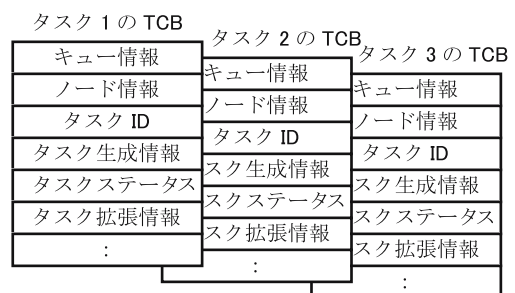 タスク 1 の TCB
キュー情報
ノード情報
タスク ID
タスク生成情報
タスクステータス
タスク拡張情報
:
タスク 2 の TCB
キュー情報
ノード情報
タスク ID
スク生成情報
スクステータス
スク拡張情報
:
タスク 3 の TCB
キュー情報
ノード情報
タスク ID
スク生成情報
スクステータス
スク拡張情報
: